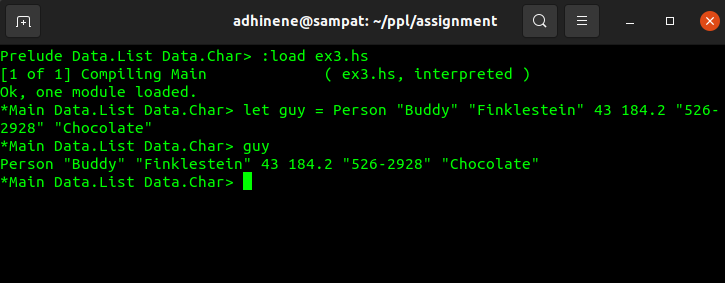 adhinene@sampat: ~/ppl/assignment
Prelude Data.List Data.Char> :load ex3.hs
[1 of 1] Compiling Main             ( ex3.hs, interpreted )
Ok, one module loaded.
*Main Data.List Data.Char> let guy = Person "Buddy" "Finklestein" 43 184.2 "526-
2928" "Chocolate"
*Main Data.List Data.Char> guy
Person "Buddy" "Finklestein" 43 184.2 "526-2928" "Chocolate"
*Main Data.List Data.Char>